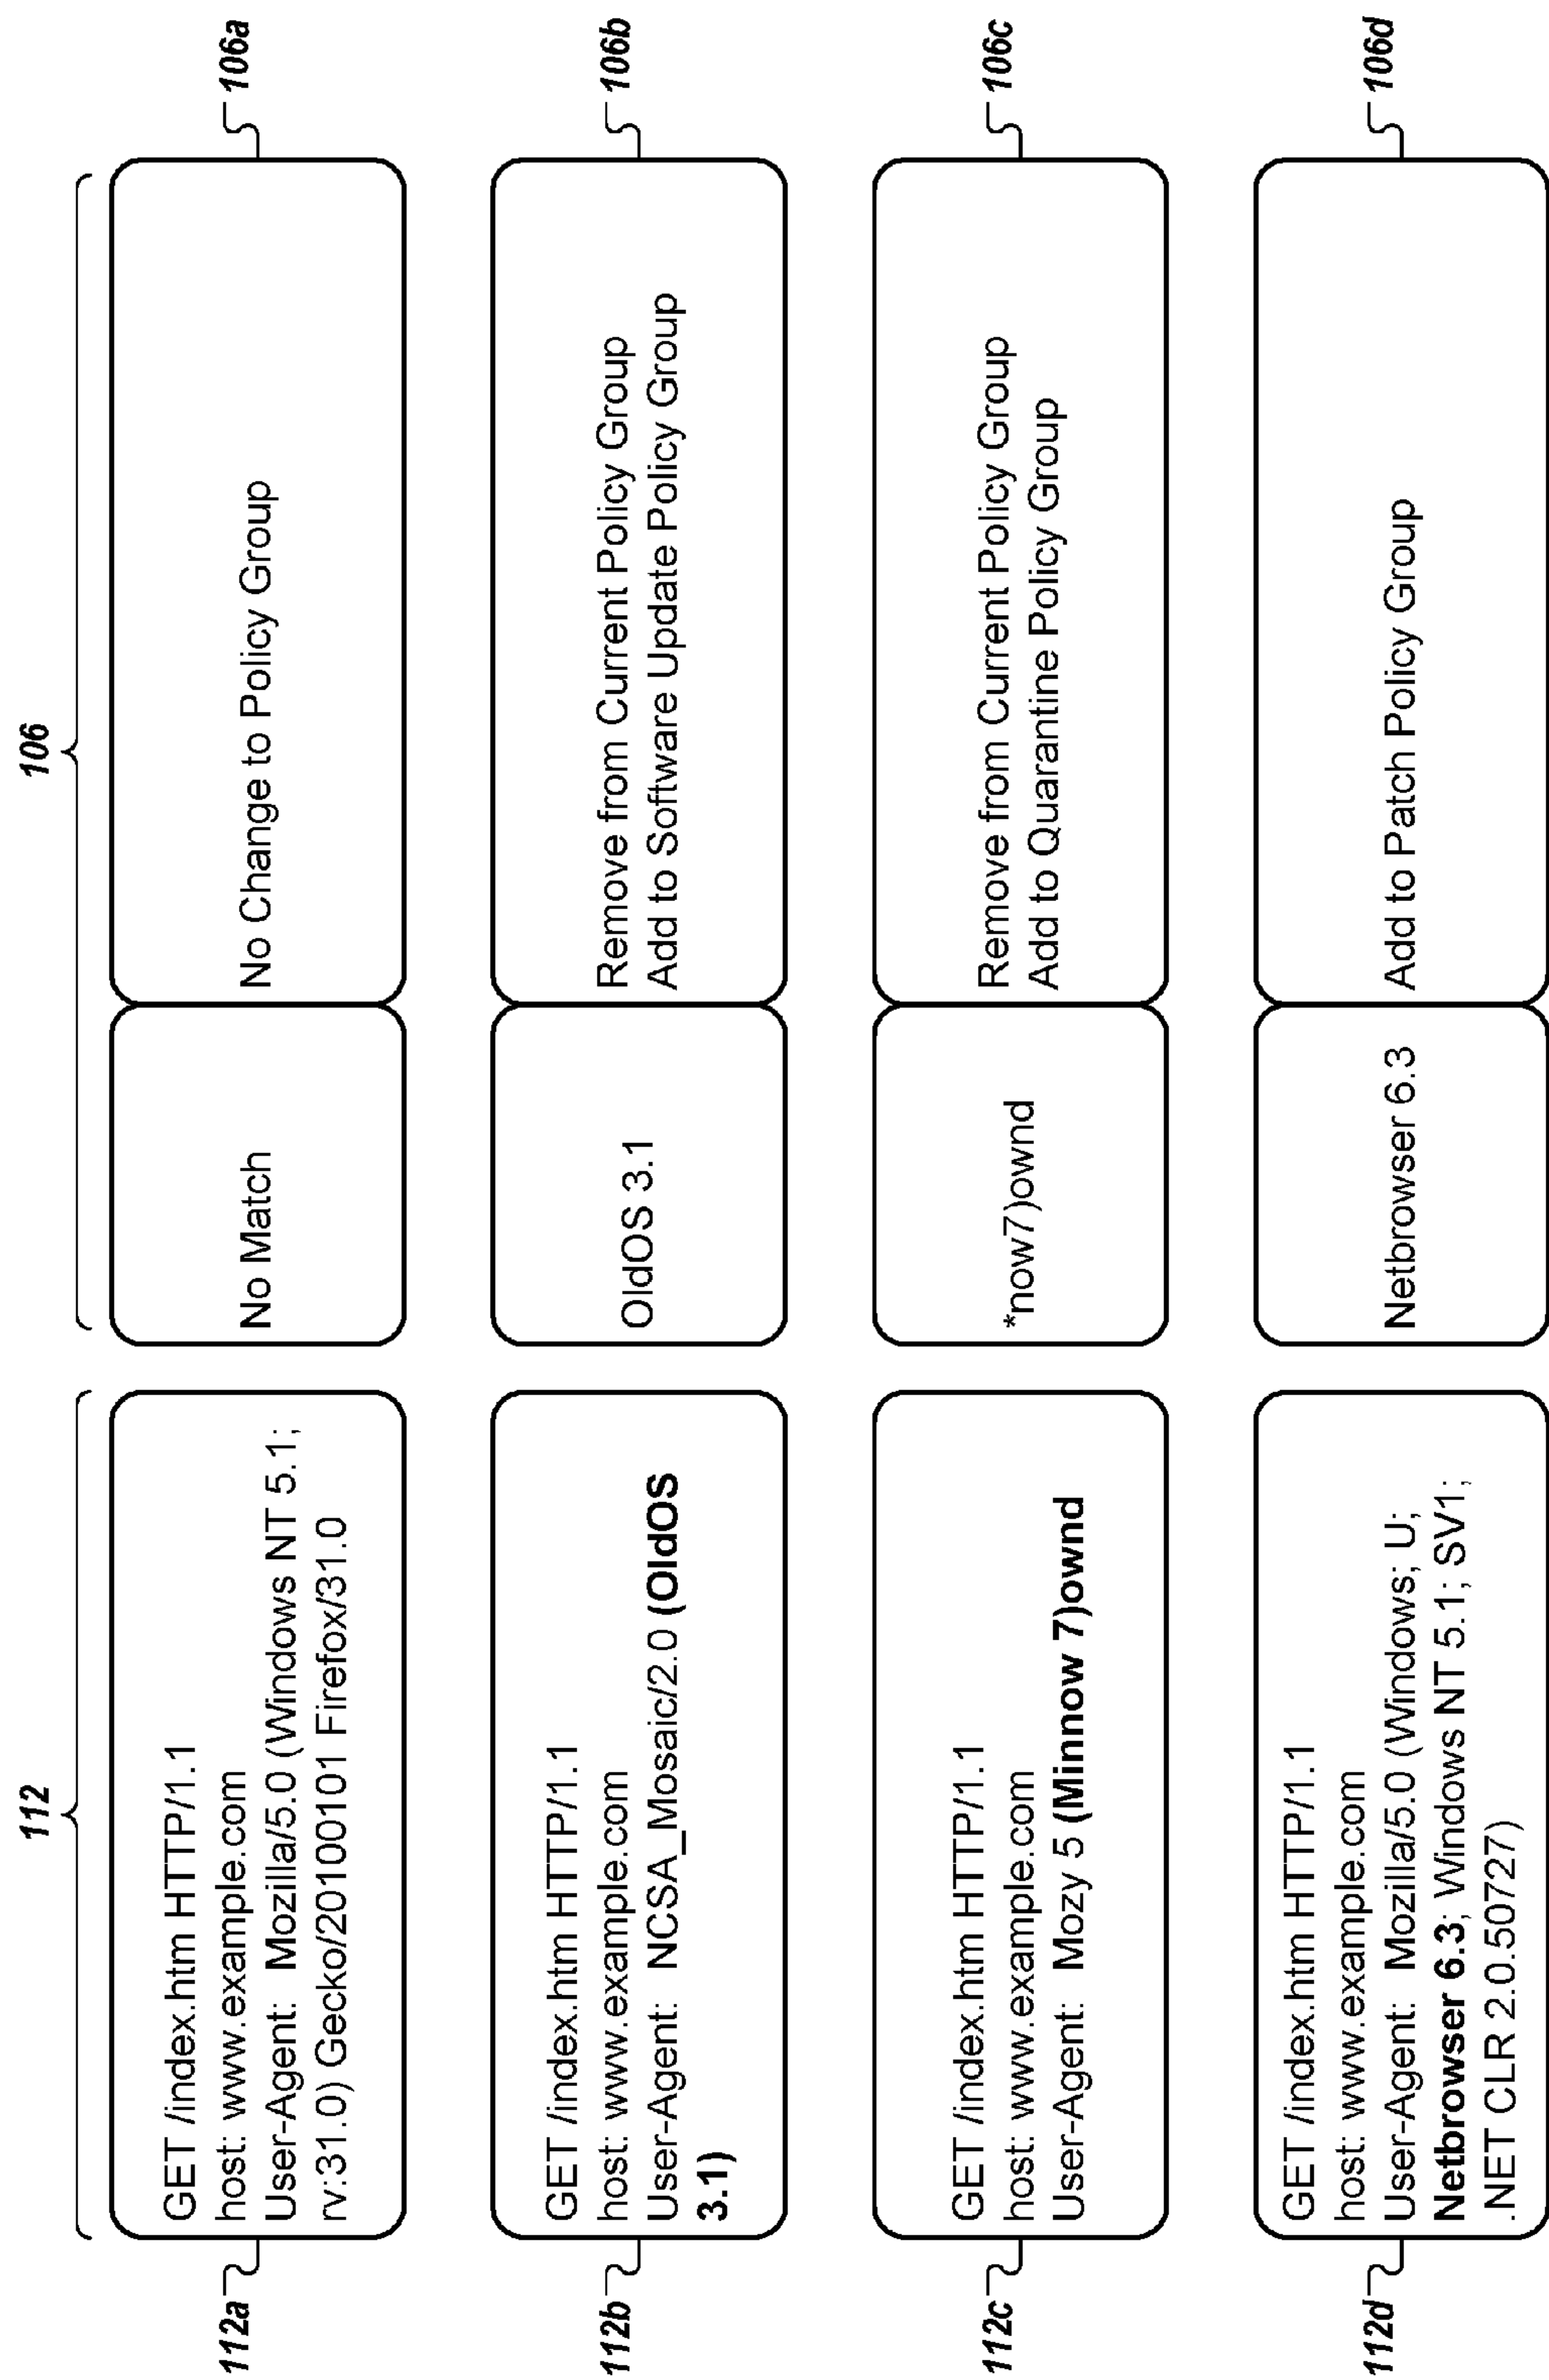 112
106
112a
GET /index.htm HTTP/1.1
host: www.example.com
User-Agent: Mozilla/5.0 (Windows NT 5.1;
rv:31.0) Gecko/20100101 Firefox/31.0
No Match
No Change to Policy Group
106a
112b
GET /index.htm HTTP/1.1
host: www.example.com
User-Agent: NCSA_Mosaic/2.0 (OldOS
3.1)
OldOS 3.1
Remove from Current Policy Group
Add to Software Update Policy Group
106b
112c
GET /index.htm HTTP/1.1
host: www.example.com
User-Agent: Mozy 5 (Minnow 7)ownd
*now7)ownd
Remove from Current Policy Group
Add to Quarantine Policy Group
106c
112d
GET /index.htm HTTP/1.1
host: www.example.com
User-Agent: Mozilla/5.0 (Windows; U;
Netbrowser 6.3; Windows NT 5.1; SV1;
.NET CLR 2.0.50727)
Netbrowser 6.3
Add to Patch Policy Group
106d